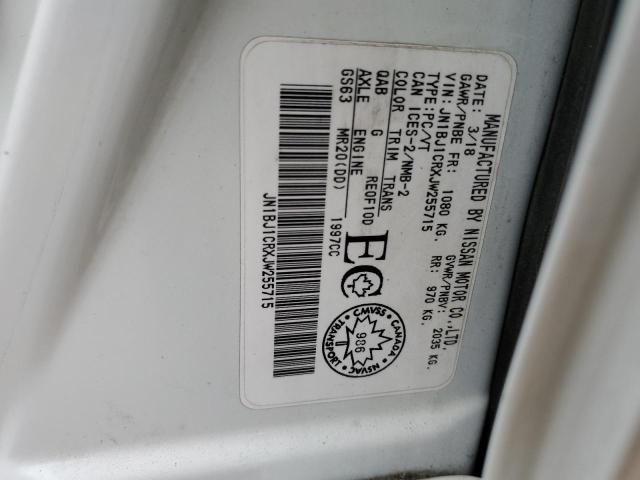 MANUFACTURED BY NISSAN MOTOR CO.,LTD.
DATE: 3/18 GVWR/PNBV: 2035 KG.
GAWR/PNBE FR: 1080 KG. RR: 970 KG.
VIN: JN1BJ1CRXJW255715
TYPE: PC/VT
CAN ICES-2/NMB-2
COLOR TRIM TRANS
QAB G RE0F10D
AXLE ENGINE
GS63 MR20(DD) 1997CC
JN1BJ1CRXJW255715
EC
CANADA
TRANSPORT
CMVSS
NSVAC
986
T